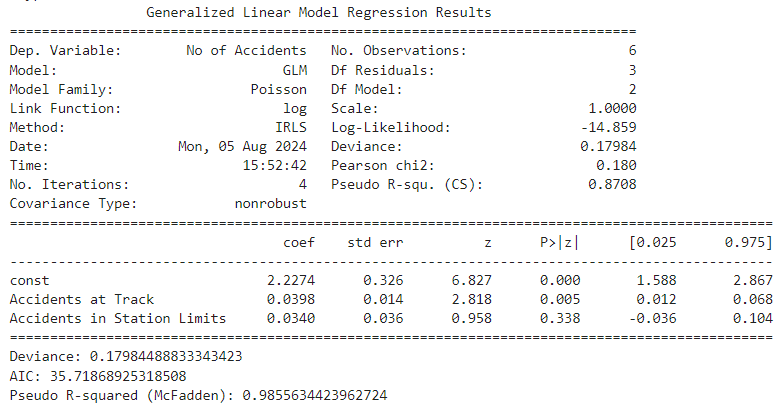 Generalized Linear Model Regression Results
==============================================================================
Dep. Variable: No of Accidents No. Observations: 6
Model: GLM Df Residuals: 3
Model Family: Poisson Df Model: 2
Link Function: log Scale: 1.0000
Method: IRLS Log-Likelihood: -14.859
Date: Mon, 05 Aug 2024 Deviance: 0.17984
Time: 15:52:42 Pearson chi2: 0.180
No. Iterations: 4 Pseudo R-squ. (CS): 0.8708
Covariance Type: nonrobust
===============================================================================================
coef std err z P>|z| [0.025 0.975]
-----------------------------------------------------------------------------------------------
const 2.2274 0.326 6.827 0.000 1.588 2.867
Accidents at Track 0.0398 0.014 2.818 0.005 0.012 0.068
Accidents in Station Limits 0.0340 0.036 0.958 0.338 -0.036 0.104
===============================================================================================
Deviance: 0.17984488833343423
AIC: 35.71868925318508
Pseudo R-squared (McFadden): 0.9855634423962724